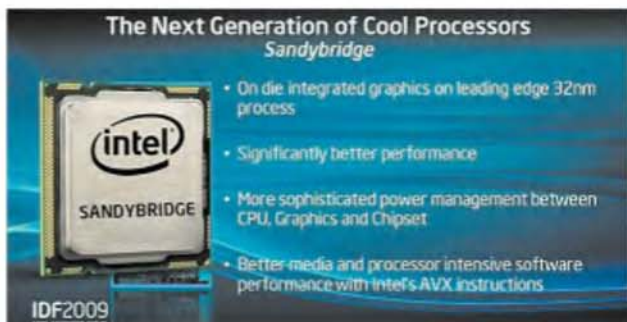 The Next Generation of Cool Processors
Sandybridge
• On die integrated graphics on leading edge 32nm
process
• Significantly better performance
• More sophisticated power management between
CPU, Graphics and Chipset
• Better media and processor intensive software
performance with Intel's AVX instructions
intel
SANDYBRIDGE
IDF2009